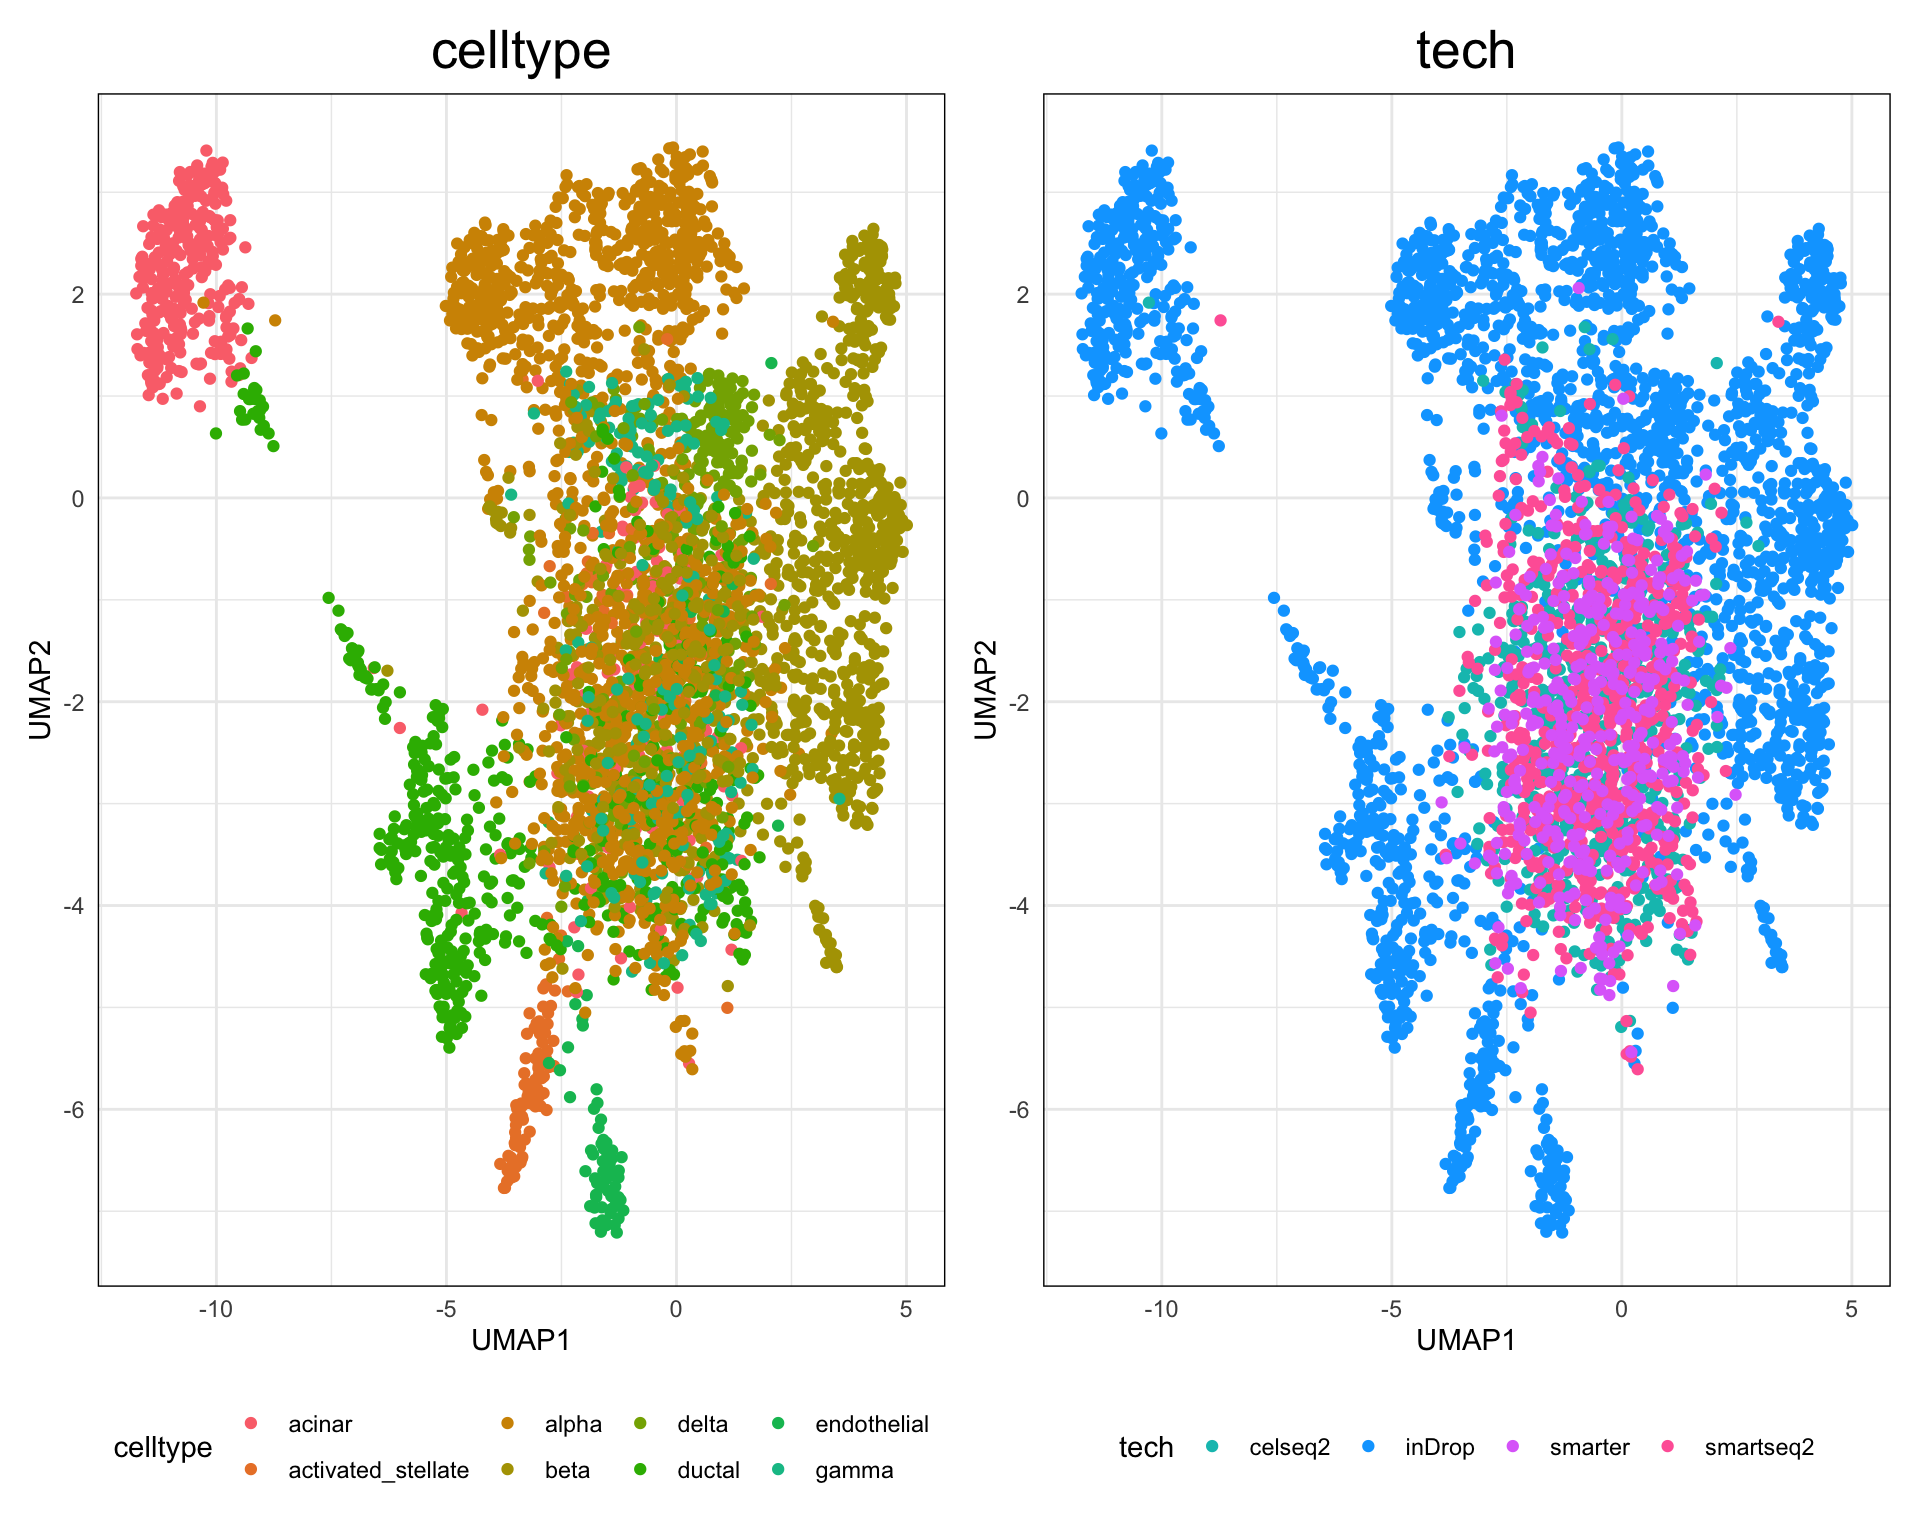 celltype
tech
2
0
-2
-4
-6
UMAP2
-10 -5 0 5
UMAP1
2
0
-2
-4
-6
UMAP2
-10 -5 0 5
UMAP1
celltype
acinar alpha delta endothelial
activated_stellate beta ductal gamma
tech celseq2 inDrop smarter smartseq2